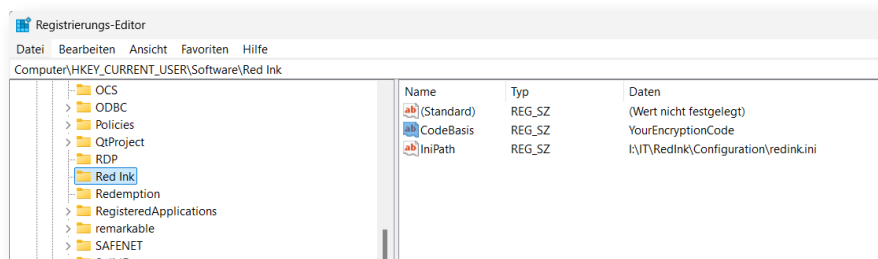 Registrierungs-Editor
Datei Bearbeiten Ansicht Favoriten Hilfe
Computer\HKEY_CURRENT_USER\Software\Red Ink
OCS
ODBC
Policies
QtProject
RDP
Red Ink
Redemption
RegisteredApplications
remarkable
SAFENET
Name Typ Daten
(Standard) REG_SZ (Wert nicht festgelegt)
CodeBasis REG_SZ YourEncryptionCode
IniPath REG_SZ I:\IT\RedInk\Configuration\redink.ini